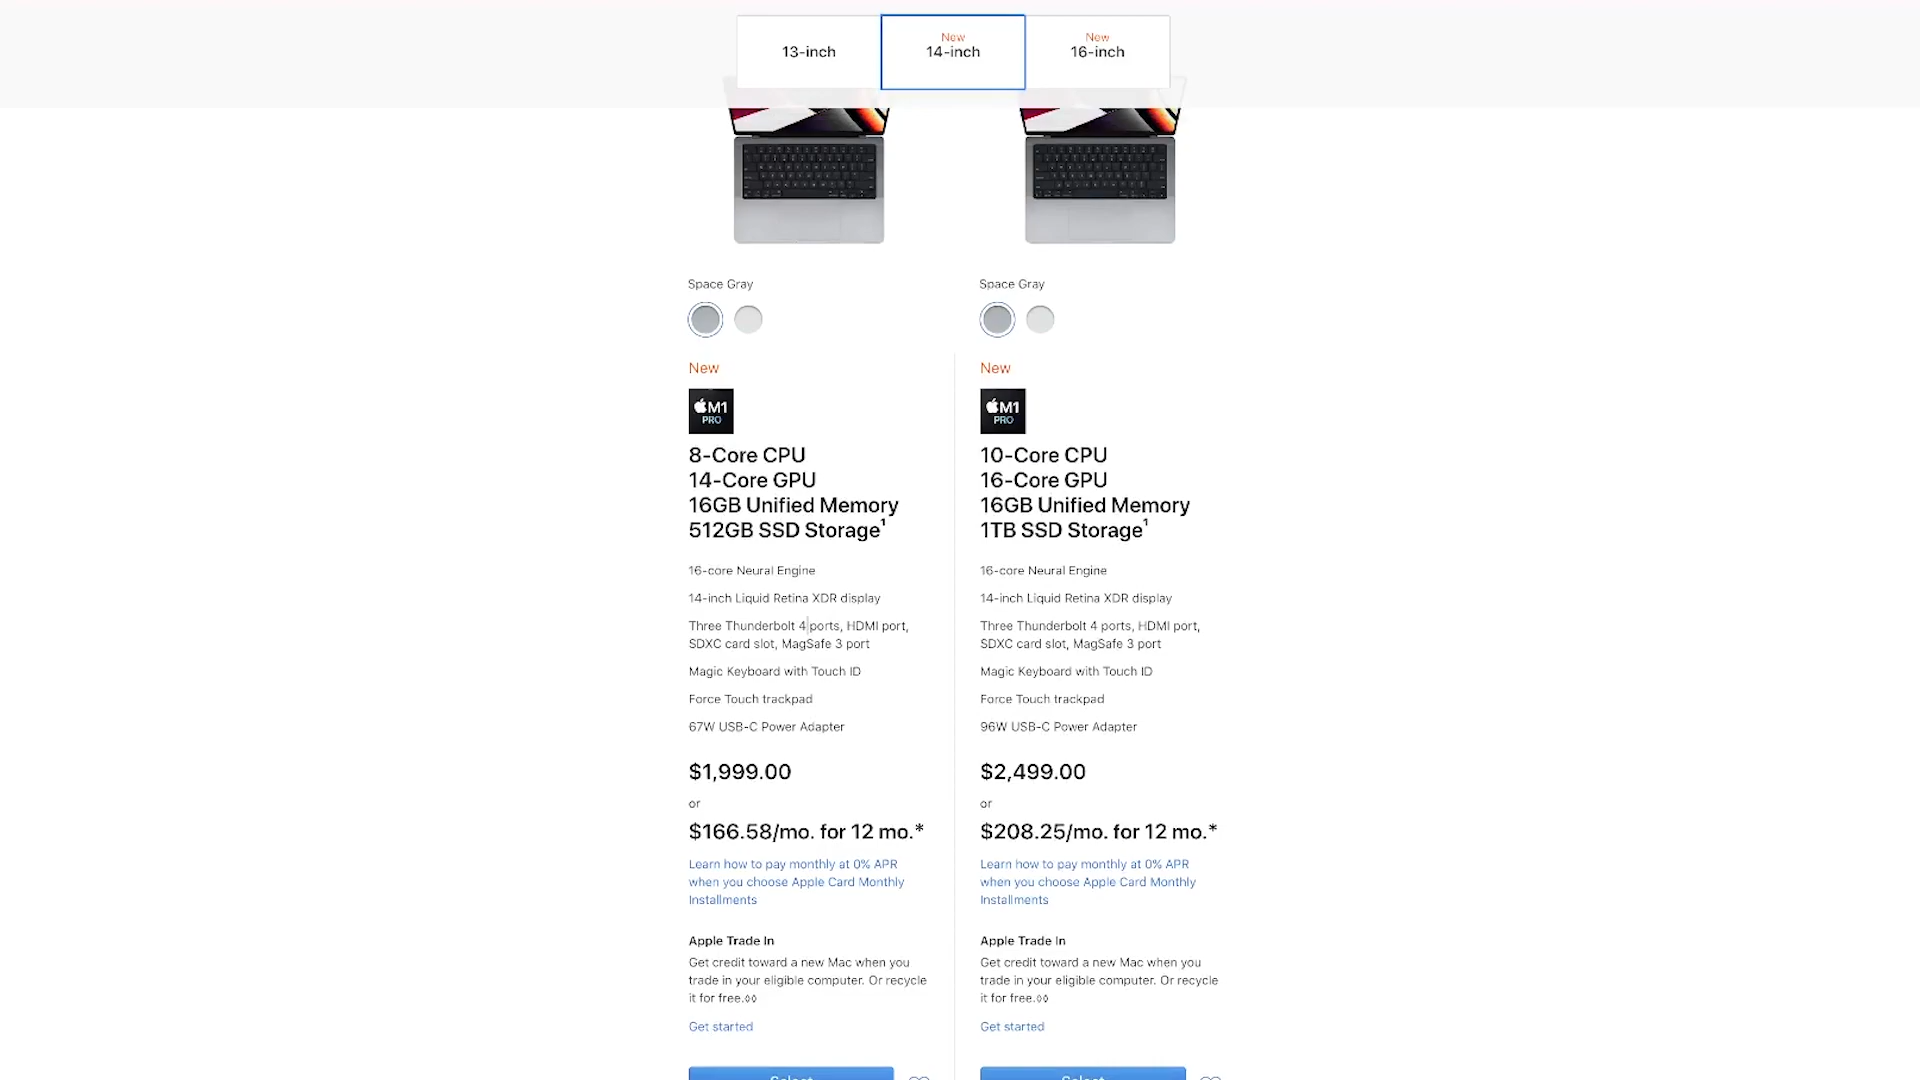 13-inch
New
14-inch
New
16-inch
Space Gray
New
M1
PRO
8-Core CPU
14-Core GPU
16GB Unified Memory
512GB SSD Storage¹
16-core Neural Engine
14-inch Liquid Retina XDR display
Three Thunderbolt 4 ports, HDMI port,
SDXC card slot, MagSafe 3 port
Magic Keyboard with Touch ID
Force Touch trackpad
67W USB-C Power Adapter
$1,999.00
or
$166.58/mo. for 12 mo.*
Learn how to pay monthly at 0% APR
when you choose Apple Card Monthly
Installments
Apple Trade In
Get credit toward a new Mac when you
trade in your eligible computer. Or recycle
it for free.◊◊
Get started
Select
Space Gray
New
M1
PRO
10-Core CPU
16-Core GPU
16GB Unified Memory
1TB SSD Storage¹
16-core Neural Engine
14-inch Liquid Retina XDR display
Three Thunderbolt 4 ports, HDMI port,
SDXC card slot, MagSafe 3 port
Magic Keyboard with Touch ID
Force Touch trackpad
96W USB-C Power Adapter
$2,499.00
or
$208.25/mo. for 12 mo.*
Learn how to pay monthly at 0% APR
when you choose Apple Card Monthly
Installments
Apple Trade In
Get credit toward a new Mac when you
trade in your eligible computer. Or recycle
it for free.◊◊
Get started
Select